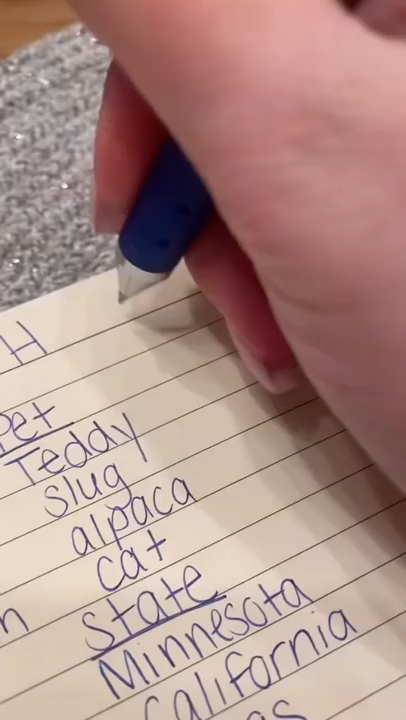 H
Pet
Teddy
slug
alpaca
cat
State
Minnesota
California